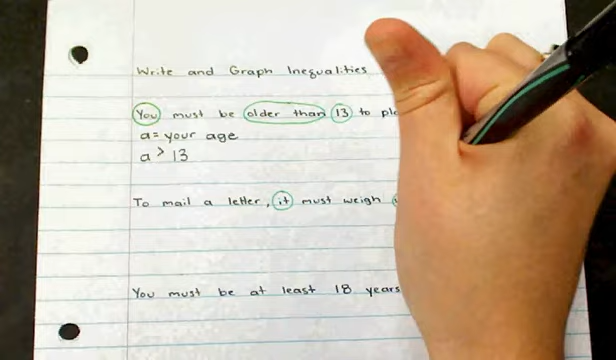 Write and Graph Inequalities
You must be older than 13 to
a = your age
a > 13
To mail a letter, it must weigh
You must be at least 18 years